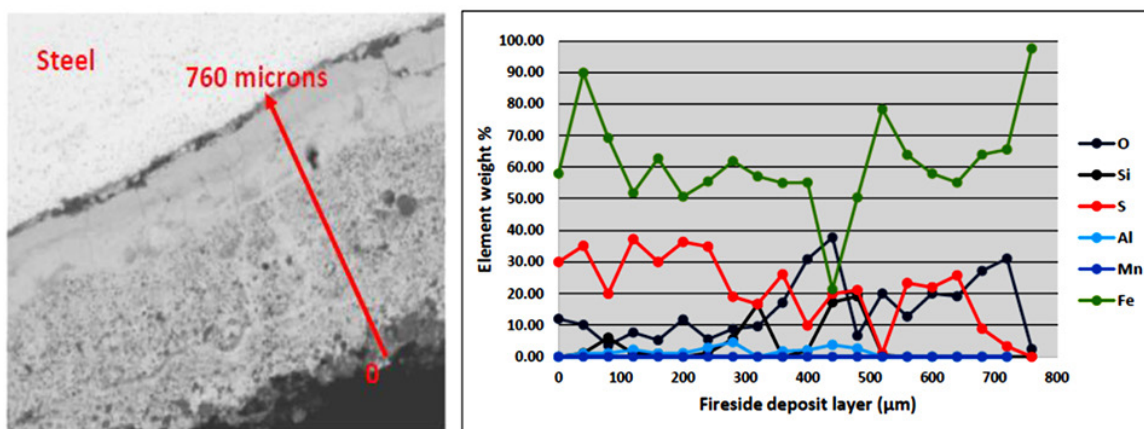 Steel
760 microns
0
100.00
90.00
80.00
70.00
60.00
50.00
40.00
30.00
20.00
10.00
0.00
Element weight %
0 100 200 300 400 500 600 700 800
Fireside deposit layer (µm)
O
Si
S
Al
Mn
Fe